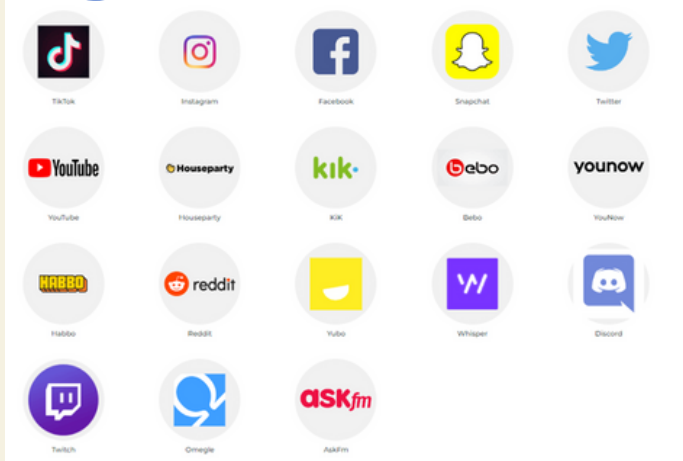 TikTok
Instagram
Facebook
Snapchat
Twitter
YouTube
Houseparty
kik
bebo
younow
YouTube
Houseparty
KiK
Bebo
YouNow
HABBO
reddit
Habbo
Reddit
Yubo
Whisper
Discord
ASKfm
Twitch
Omegle
AskFm